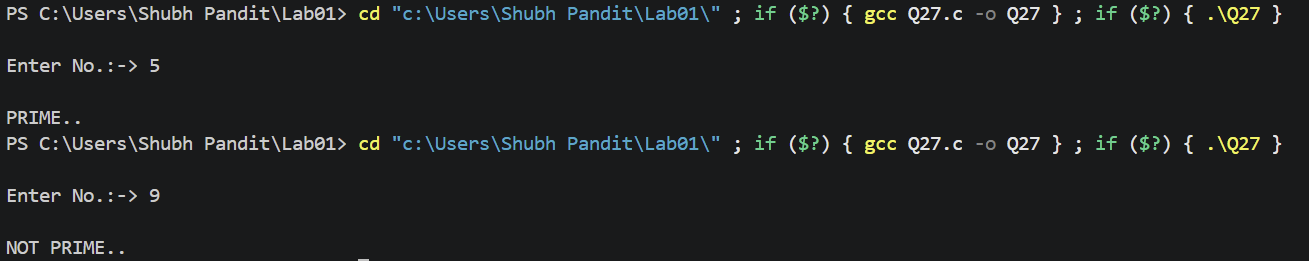 PS C:\Users\Shubh Pandit\Lab01> cd "c:\Users\Shubh Pandit\Lab01\" ; if ($?) { gcc Q27.c -o Q27 } ; if ($?) { .\Q27 }
Enter No.:-> 5
PRIME..
PS C:\Users\Shubh Pandit\Lab01> cd "c:\Users\Shubh Pandit\Lab01\" ; if ($?) { gcc Q27.c -o Q27 } ; if ($?) { .\Q27 }
Enter No.:-> 9
NOT PRIME..